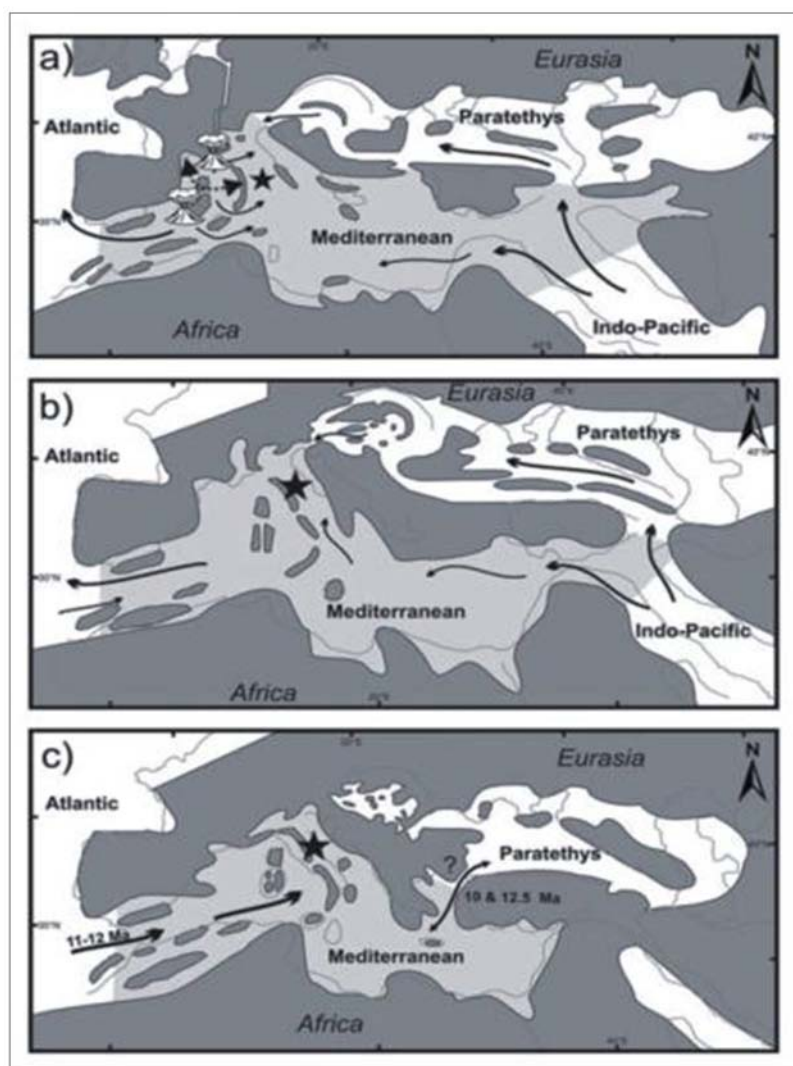 a)
Eurasia
N
Atlantic
Paratethys
Mediterranean
Africa
Indo-Pacific
b)
Eurasia
N
Atlantic
Paratethys
Mediterranean
Indo-Pacific
Africa
c)
Eurasia
N
Atlantic
Paratethys
?
10 & 12.5 Ma
11-12 Ma
Mediterranean
Africa